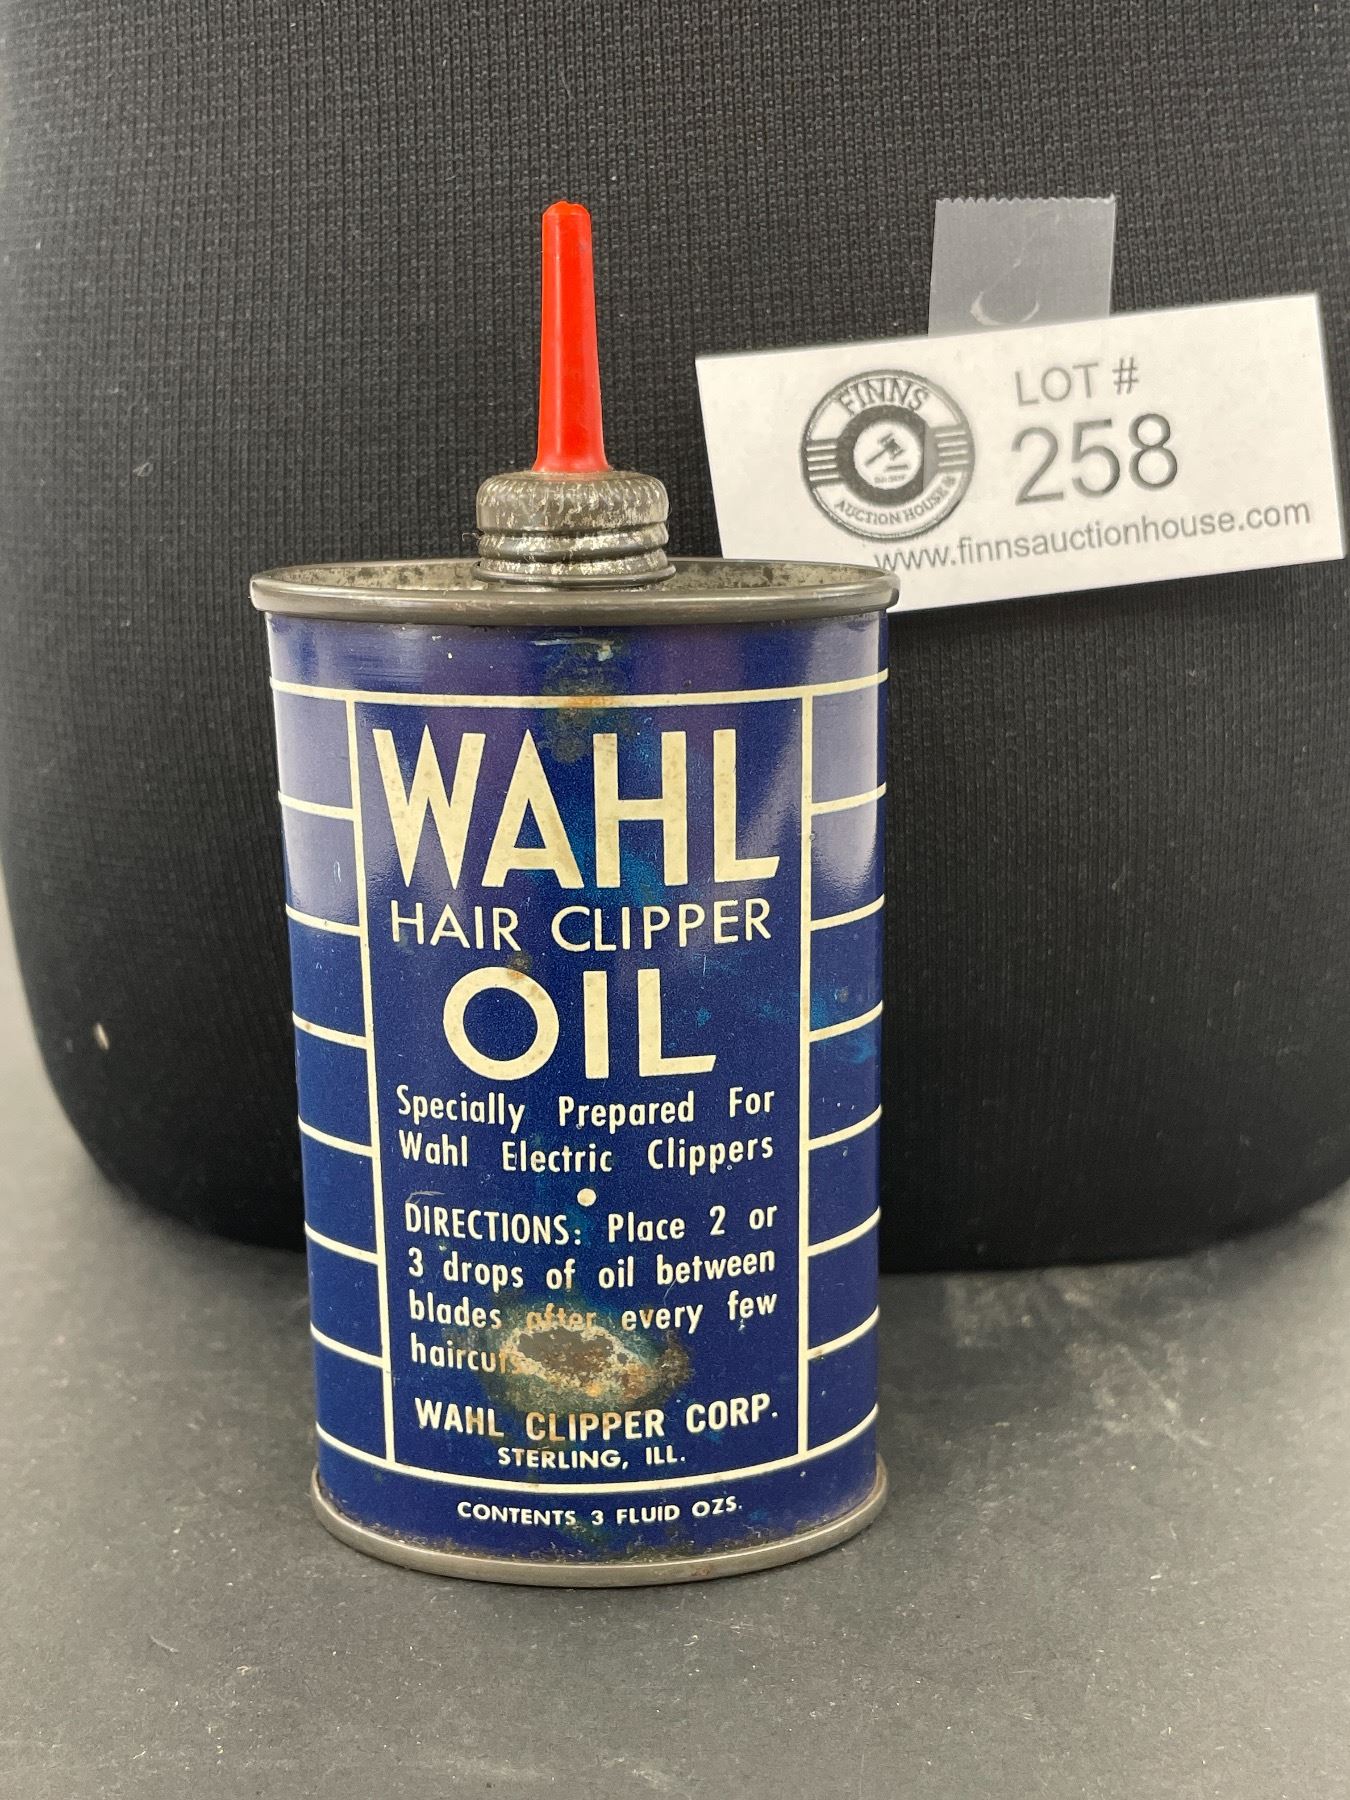 FINNS
AUCTION HOUSE
LOT #
258
www.finnsauctionhouse.com
WAHL
HAIR CLIPPER
OIL
Specially Prepared For
Wahl Electric Clippers
DIRECTIONS: Place 2 or
3 drops of oil between
blades after every few
haircuts
WAHL CLIPPER CORP.
STERLING, ILL.
CONTENTS 3 FLUID OZS.